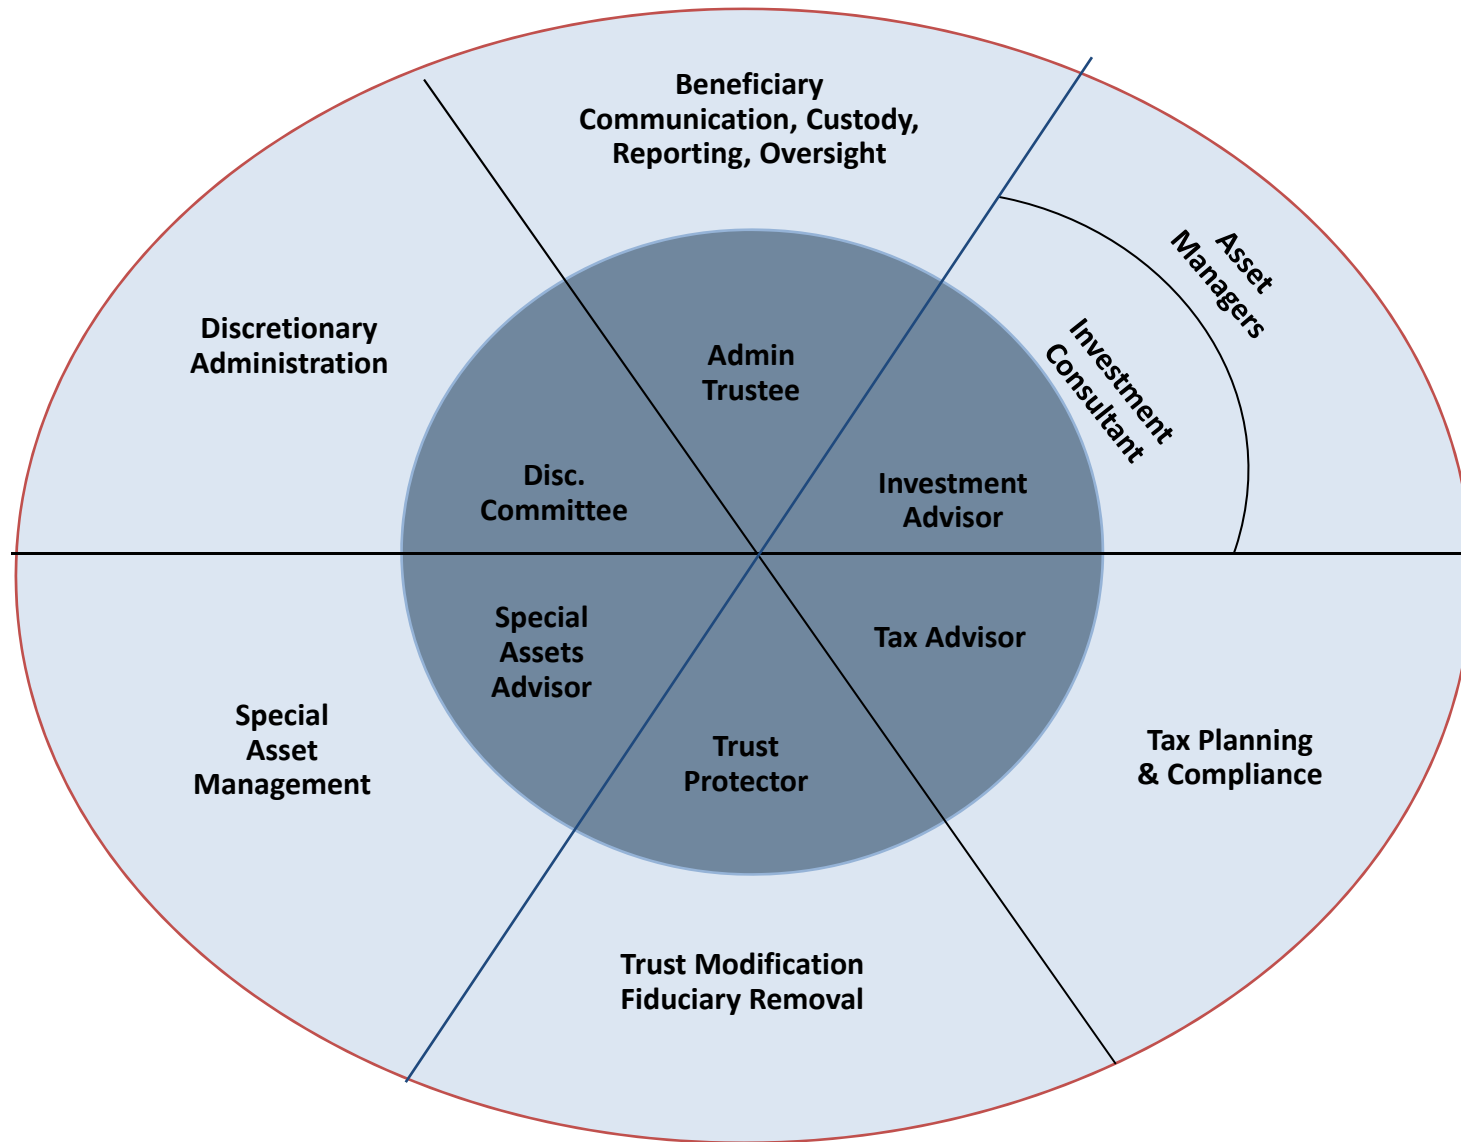 Beneficiary
Communication, Custody,
Reporting, Oversight
Asset
Managers
Investment
Consultant
Discretionary
Administration
Admin
Trustee
Disc.
Committee
Investment
Advisor
Special
Assets
Advisor
Tax Advisor
Special
Asset
Management
Trust
Protector
Tax Planning
& Compliance
Trust Modification
Fiduciary Removal